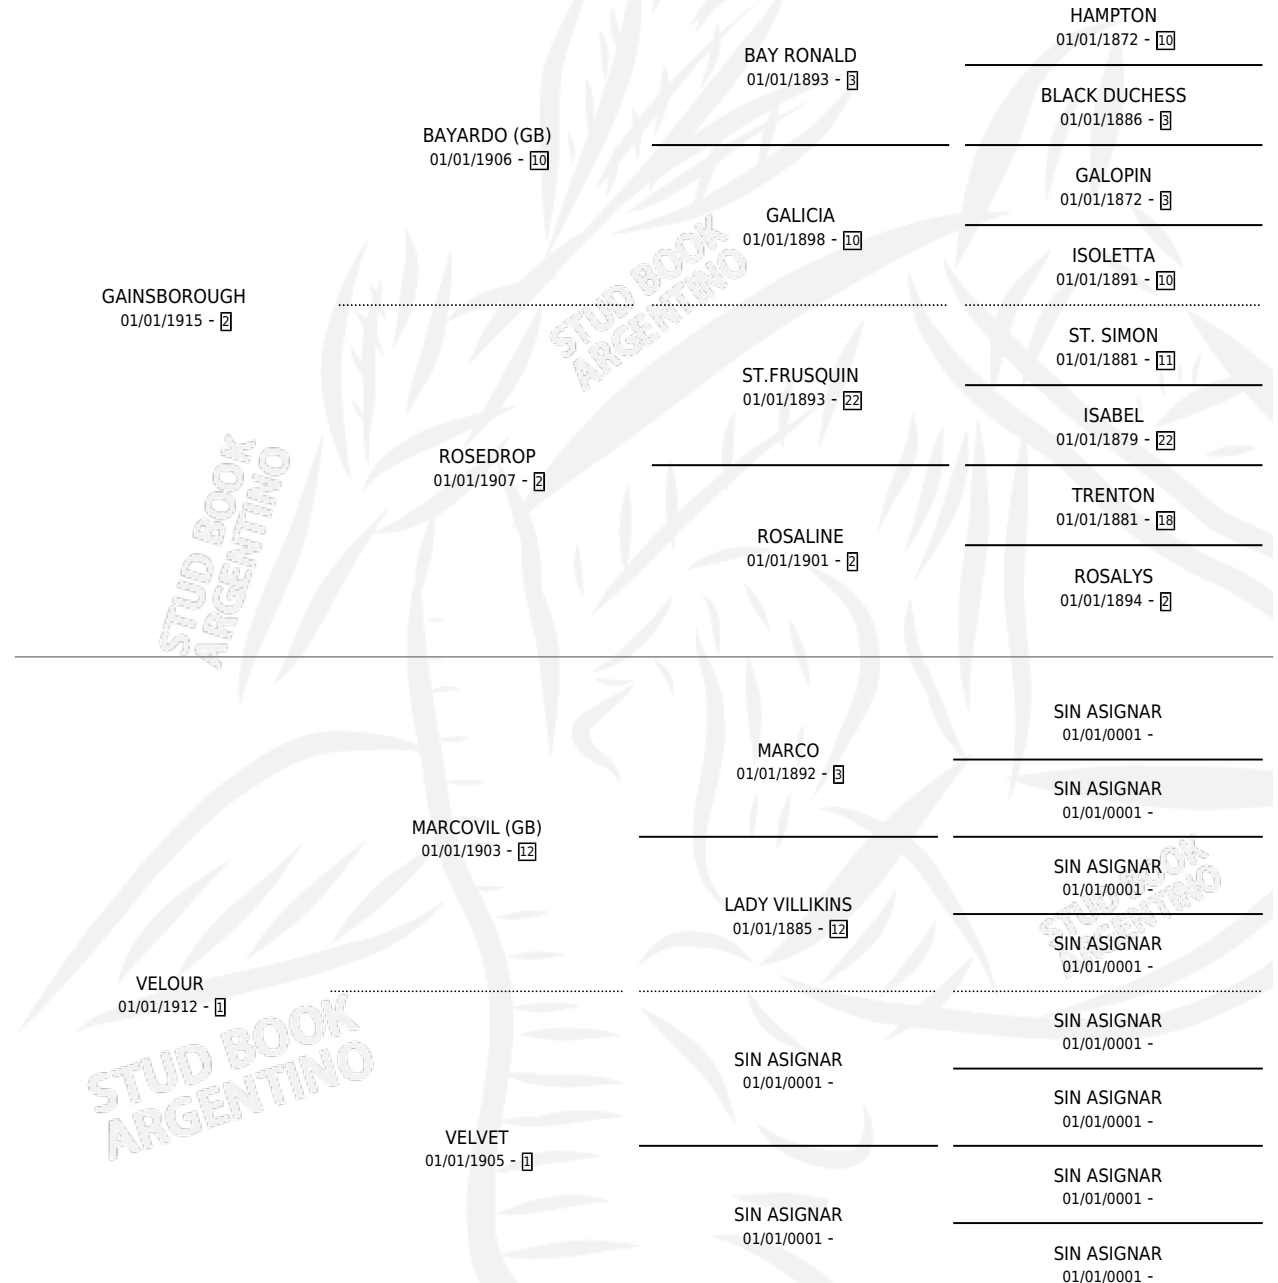 HAMPTON
01/01/1872 - 10
BAY RONALD
01/01/1893 - 3
BLACK DUCHESS
01/01/1886 - 3
BAYARDO (GB)
01/01/1906 - 10
GALOPIN
01/01/1872 - 3
GALICIA
01/01/1898 - 10
ISOLETTA
01/01/1891 - 10
GAINSBOROUGH
01/01/1915 - 2
ST. SIMON
01/01/1881 - 11
ST.FRUSQUIN
01/01/1893 - 22
ISABEL
01/01/1879 - 22
ROSEDROP
01/01/1907 - 2
TRENTON
01/01/1881 - 18
ROSALINE
01/01/1901 - 2
ROSALYS
01/01/1894 - 2
STUD BOOK
ARGENTINO
STUD BOOK
ARGENTINO
SIN ASIGNAR
01/01/0001 -
MARCO
01/01/1892 - 3
SIN ASIGNAR
01/01/0001 -
MARCOVIL (GB)
01/01/1903 - 12
SIN ASIGNAR
01/01/0001 -
LADY VILLIKINS
01/01/1885 - 12
SIN ASIGNAR
01/01/0001 -
VELOUR
01/01/1912 - 1
SIN ASIGNAR
01/01/0001 -
SIN ASIGNAR
01/01/0001 -
SIN ASIGNAR
01/01/0001 -
VELVET
01/01/1905 - 1
SIN ASIGNAR
01/01/0001 -
SIN ASIGNAR
01/01/0001 -
SIN ASIGNAR
01/01/0001 -
STUD BOOK
ARGENTINO
STUD BOOK
ARGENTINO